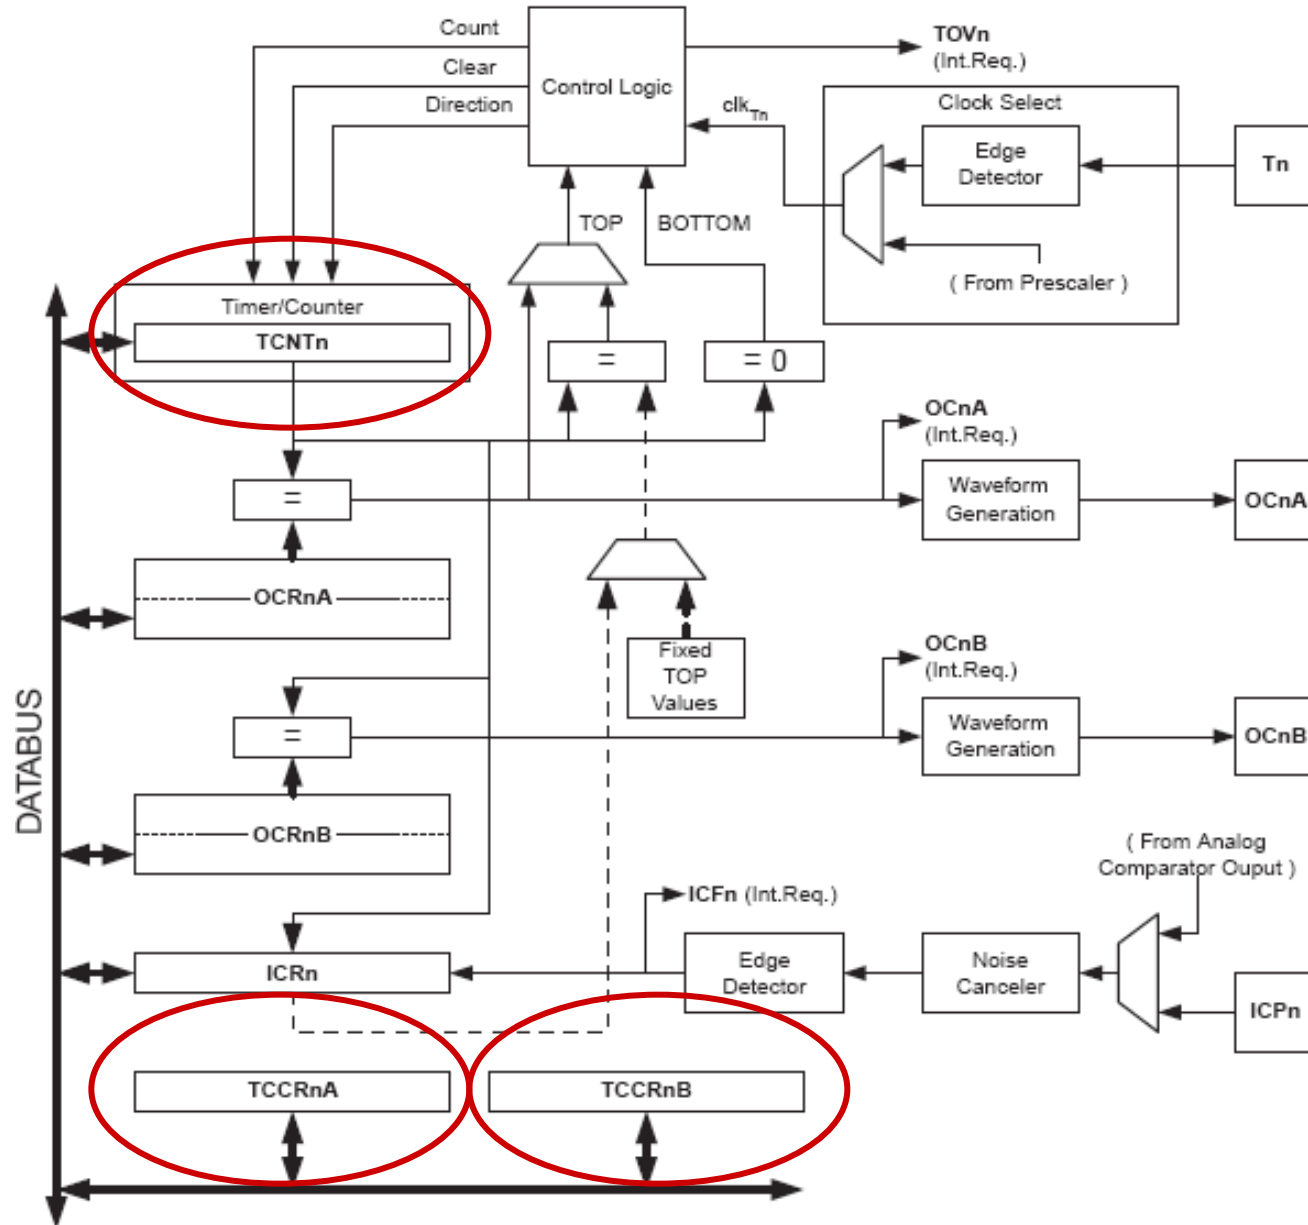 Count
TOVn
(Int.Req.)
Clear
Control Logic
Direction
clkTn
Clock Select
Edge
Detector
Tn
TOP
BOTTOM
( From Prescaler )
Timer/Counter
TCNTn
=
= 0
OCnA
(Int.Req.)
=
Waveform
Generation
OCnA
OCRnA
Fixed
TOP
Values
OCnB
(Int.Req.)
DATABUS
=
Waveform
Generation
OCnB
OCRnB
( From Analog
Comparator Ouput )
ICFn (Int.Req.)
ICRn
Edge
Detector
Noise
Canceler
ICPn
TCCRnA
TCCRnB